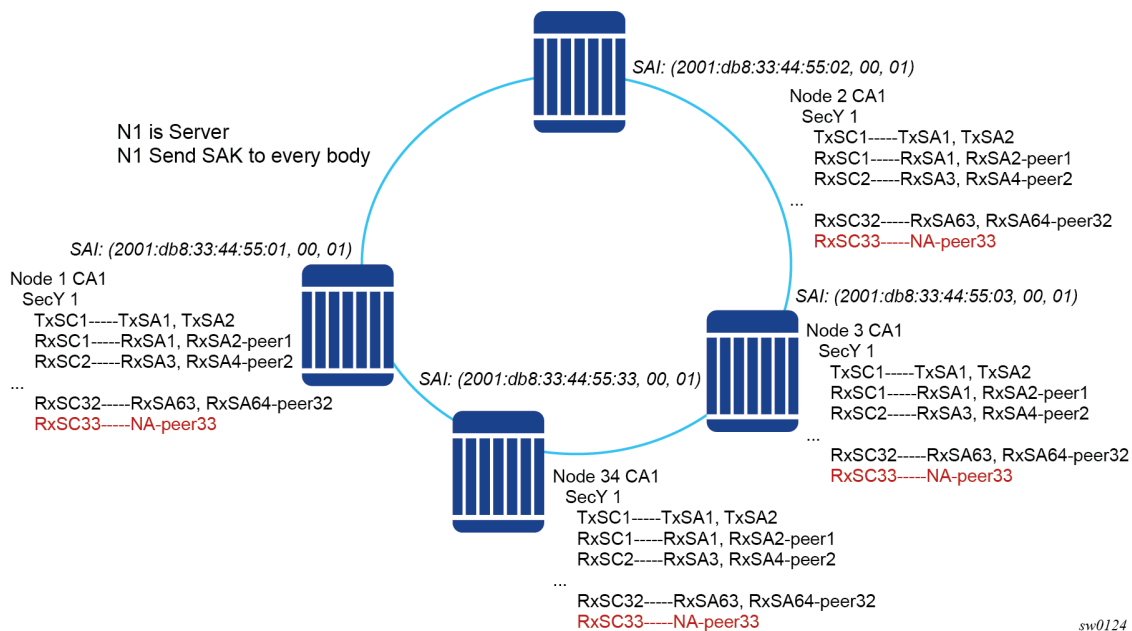 SAI: (2001:db8:33:44:55:02, 00, 01)
Node 2 CA1
SecY 1
TxSC1-----TxSA1, TxSA2
RxSC1-----RxSA1, RxSA2-peer1
RxSC2-----RxSA3, RxSA4-peer2
...
RxSC32-----RxSA63, RxSA64-peer32
RxSC33-----NA-peer33
N1 is Server
N1 Send SAK to every body
SAI: (2001:db8:33:44:55:01, 00, 01)
Node 1 CA1
SecY 1
TxSC1-----TxSA1, TxSA2
RxSC1-----RxSA1, RxSA2-peer1
RxSC2-----RxSA3, RxSA4-peer2
...
RxSC32-----RxSA63, RxSA64-peer32
RxSC33-----NA-peer33
SAI: (2001:db8:33:44:55:03, 00, 01)
Node 3 CA1
SecY 1
TxSC1-----TxSA1, TxSA2
RxSC1-----RxSA1, RxSA2-peer1
RxSC2-----RxSA3, RxSA4-peer2
...
RxSC32-----RxSA63, RxSA64-peer32
RxSC33-----NA-peer33
SAI: (2001:db8:33:44:55:33, 00, 01)
Node 34 CA1
SecY 1
TxSC1-----TxSA1, TxSA2
RxSC1-----RxSA1, RxSA2-peer1
RxSC2-----RxSA3, RxSA4-peer2
...
RxSC32-----RxSA63, RxSA64-peer32
RxSC33-----NA-peer33
sw0124